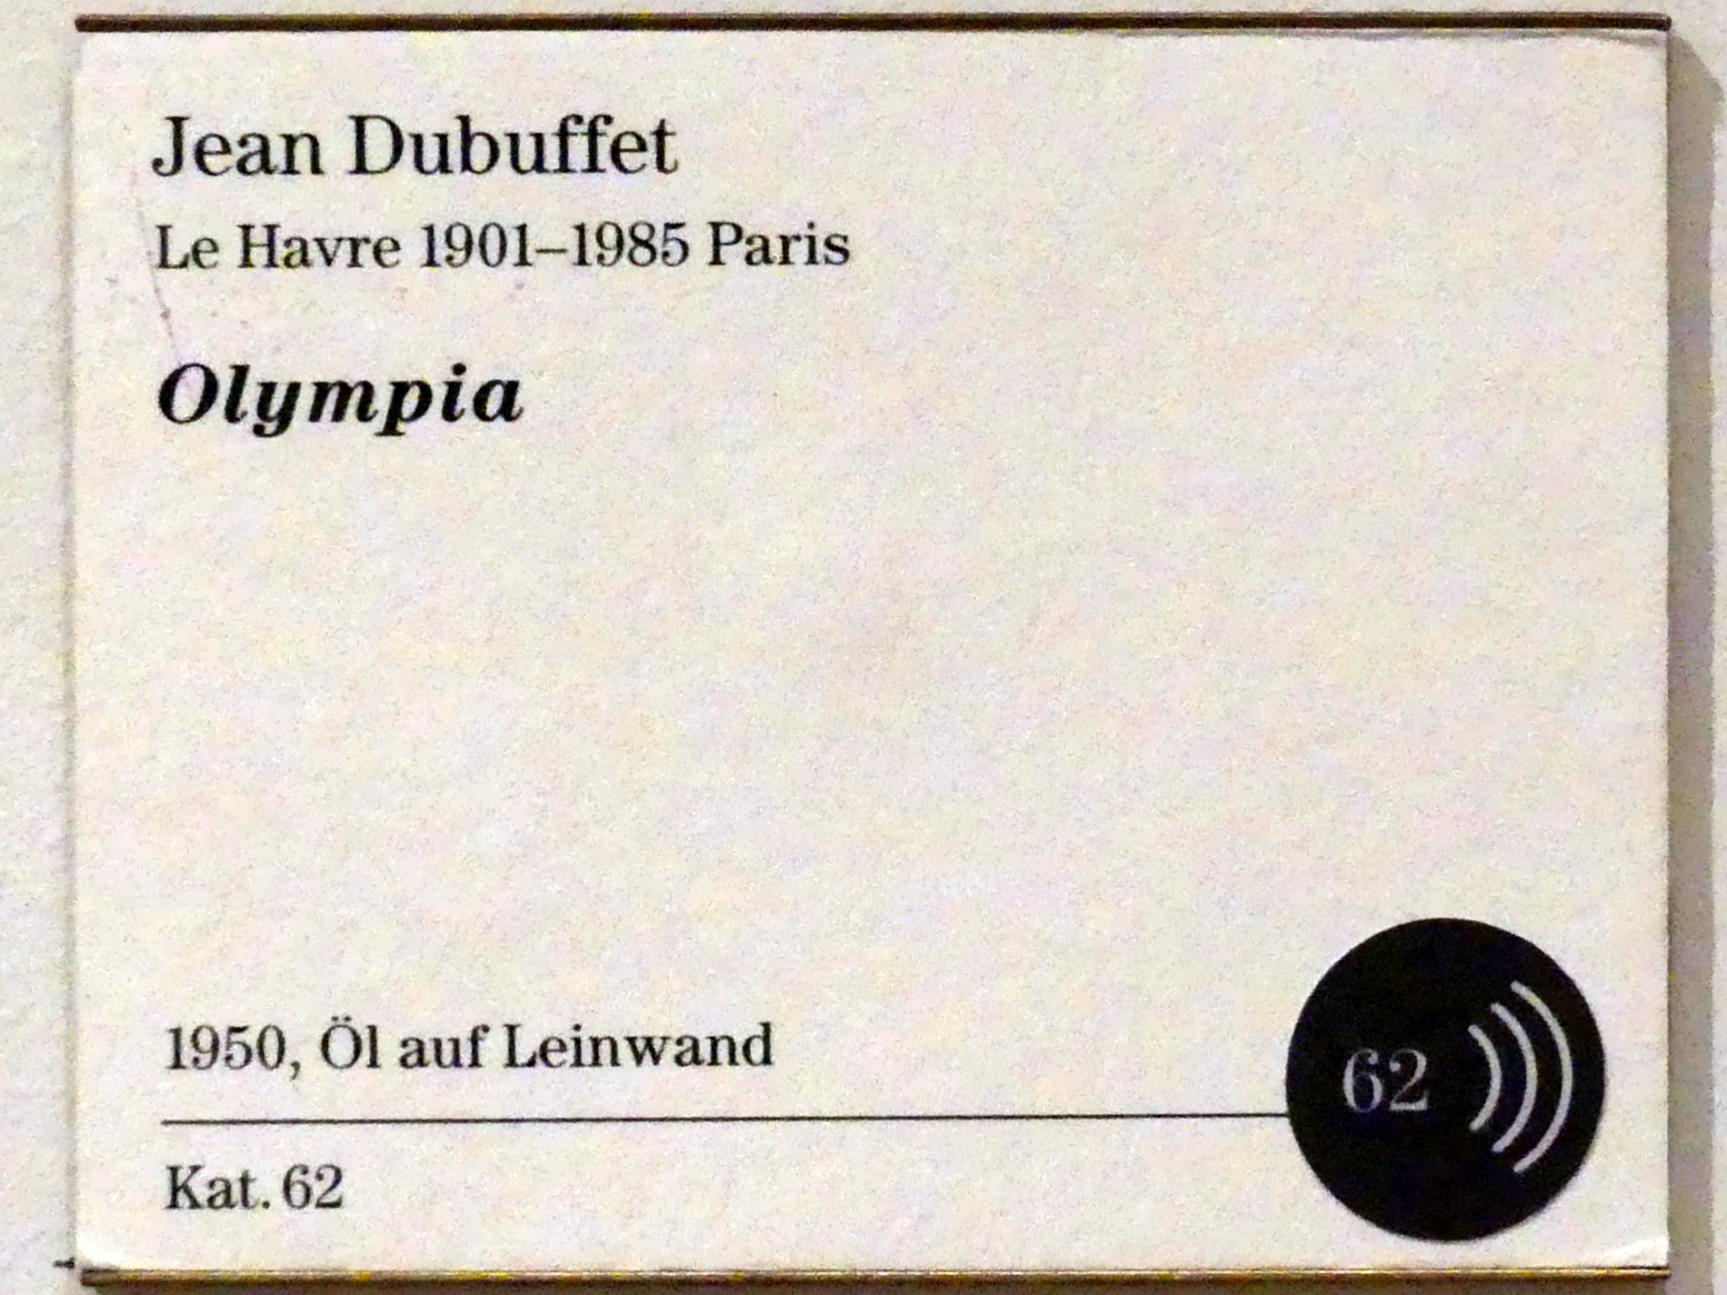 Jean Dubuffet
Le Havre 1901–1985 Paris
Olympia
1950, Öl auf Leinwand
62
Kat. 62